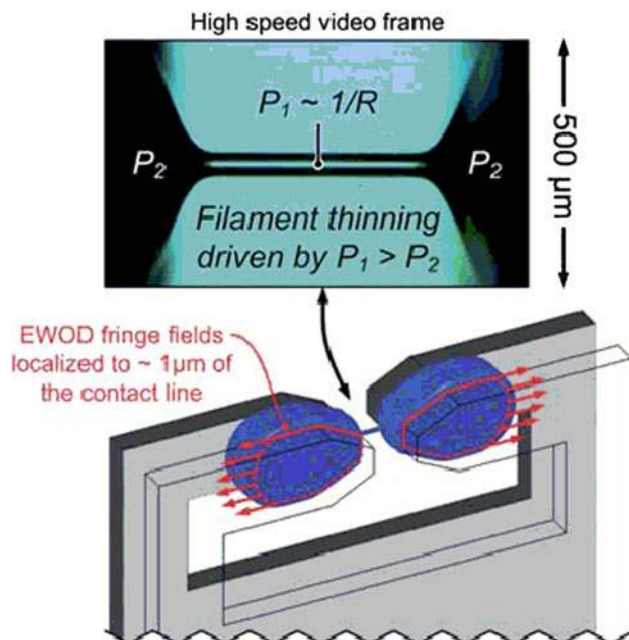 High speed video frame
P₁ ~ 1/R
P₂
P₂
Filament thinning
driven by P₁ > P₂
500 μm
EWOD fringe fields
localized to ~ 1μm of
the contact line